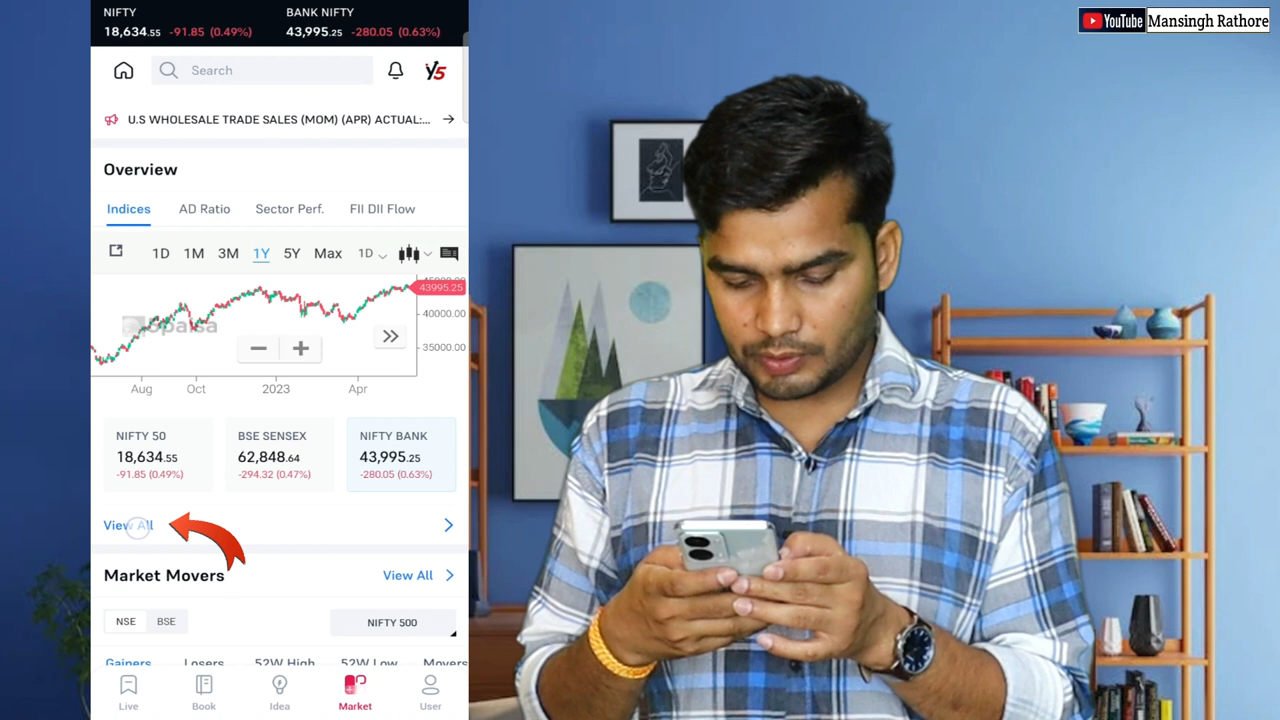 NIFTY
18,634.55 -91.85 (0.49%)
BANK NIFTY
43,995.25 -280.05 (0.63%)
YouTube Mansingh Rathore
Search
Y5
U.S WHOLESALE TRADE SALES (MOM) (APR) ACTUAL:...
Overview
Indices AD Ratio Sector Perf. FII DII Flow
1D 1M 3M 1Y 5Y Max 1D
45000.00
43995.25
40000.00
35000.00
5paisa
Aug Oct 2023 Apr
NIFTY 50
18,634.55
-91.85 (0.49%)
BSE SENSEX
62,848.64
-294.32 (0.47%)
NIFTY BANK
43,995.25
-280.05 (0.63%)
View All
Market Movers View All
NSE BSE NIFTY 500
Gainers Losers 52W High 52W Low Movers
Live Book Idea Market User